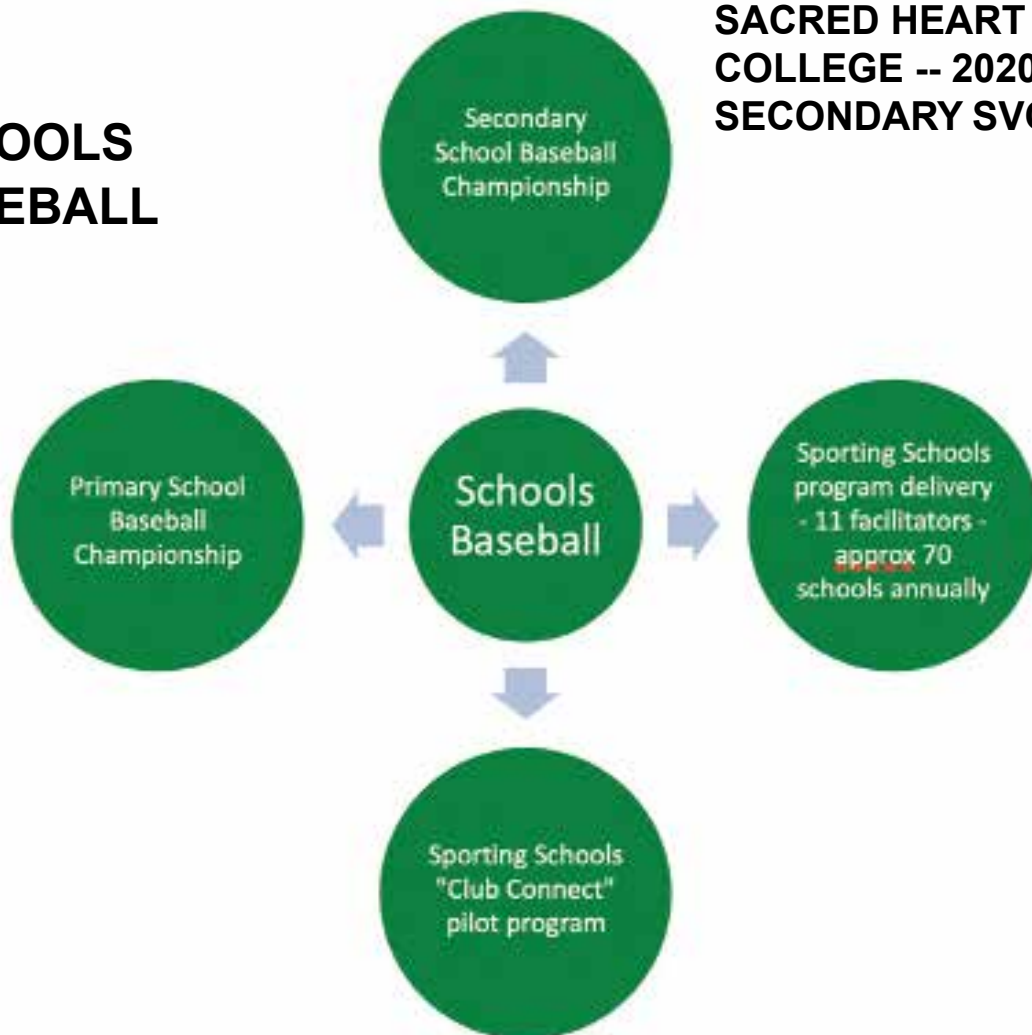 OOLS
EBALL
SACRED HEART
COLLEGE -- 2020
SECONDARY SV
Secondary
School Baseball
Championship
Primary School
Baseball
Championship
Schools
Baseball
Sporting Schools
program delivery
- 11 facilitators -
approx 70
schools annually
Sporting Schools
"Club Connect"
pilot program